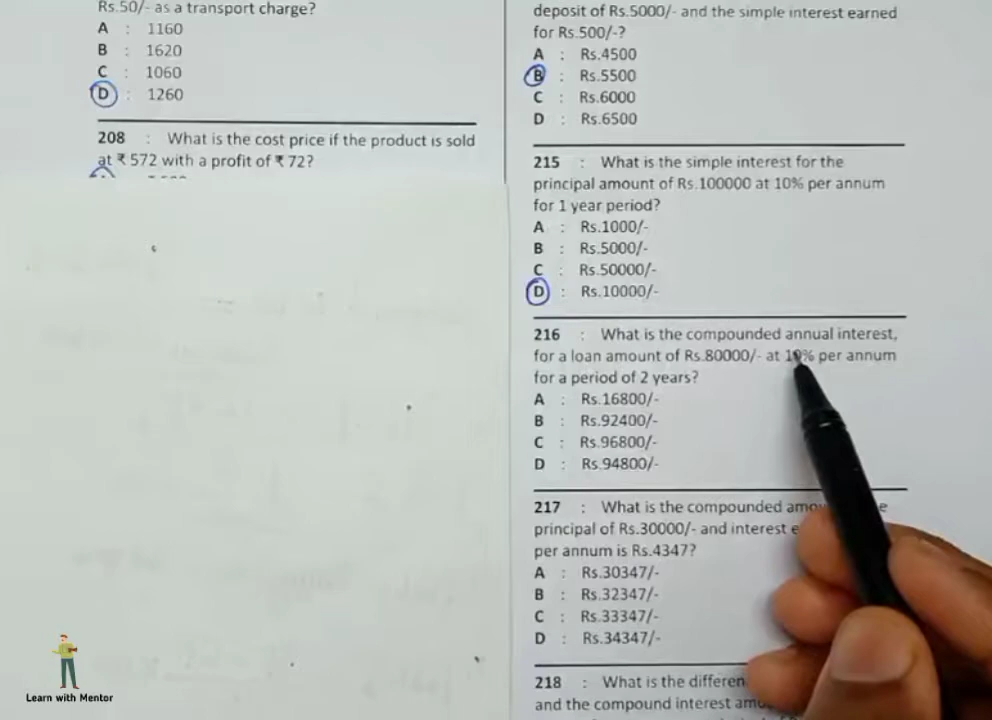 Rs.50/- as a transport charge?
A : 1160
B : 1620
C : 1060
D : 1260
208 : What is the cost price if the product is sold
at ₹ 572 with a profit of ₹ 72?
deposit of Rs.5000/- and the simple interest earned
for Rs.500/-?
A : Rs.4500
B : Rs.5500
C : Rs.6000
D : Rs.6500
215 : What is the simple interest for the
principal amount of Rs.100000 at 10% per annum
for 1 year period?
A : Rs.1000/-
B : Rs.5000/-
C : Rs.50000/-
D : Rs.10000/-
216 : What is the compounded annual interest,
for a loan amount of Rs.80000/- at 10% per annum
for a period of 2 years?
A : Rs.16800/-
B : Rs.92400/-
C : Rs.96800/-
D : Rs.94800/-
217 : What is the compounded
principal of Rs.30000/- and interest
per annum is Rs.4347?
A : Rs.30347/-
B : Rs.32347/-
C : Rs.33347/-
D : Rs.34347/-
218 : What is the
and the compound interest
Learn with Mentor